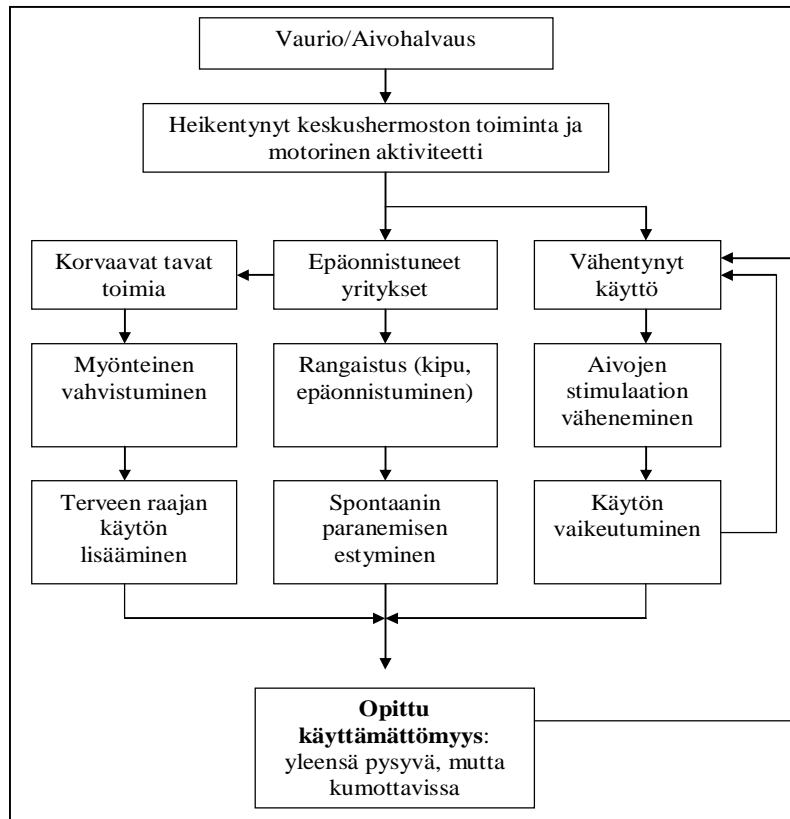 Vaurio/Aivohalvaus
Heikentynyt keskushermoston toiminta ja
motorinen aktiviteetti
Korvaavat tavat
toimia
Epäonnistuneet
yritykset
Vähentynyt
käyttö
Myönteinen
vahvistuminen
Rangaistus (kipu,
epäonnistuminen)
Aivojen
stimulaation
väheneminen
Terveen raajan
käytön
lisääminen
Spontaanin
paranemisen
estyminen
Käytön
vaikeutuminen
Opittu
käyttämättömyys:
yleensä pysyvä, mutta
kumottavissa